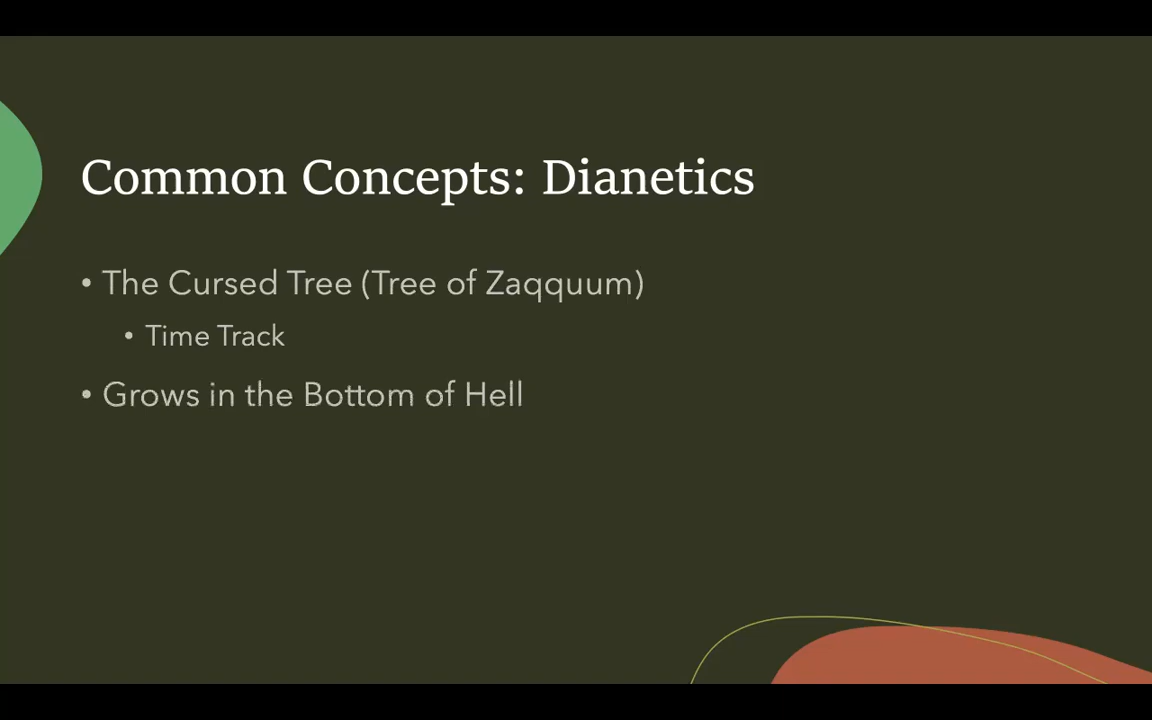 Common Concepts: Dianetics
• The Cursed Tree (Tree of Zaqquum)
• Time Track
• Grows in the Bottom of Hell